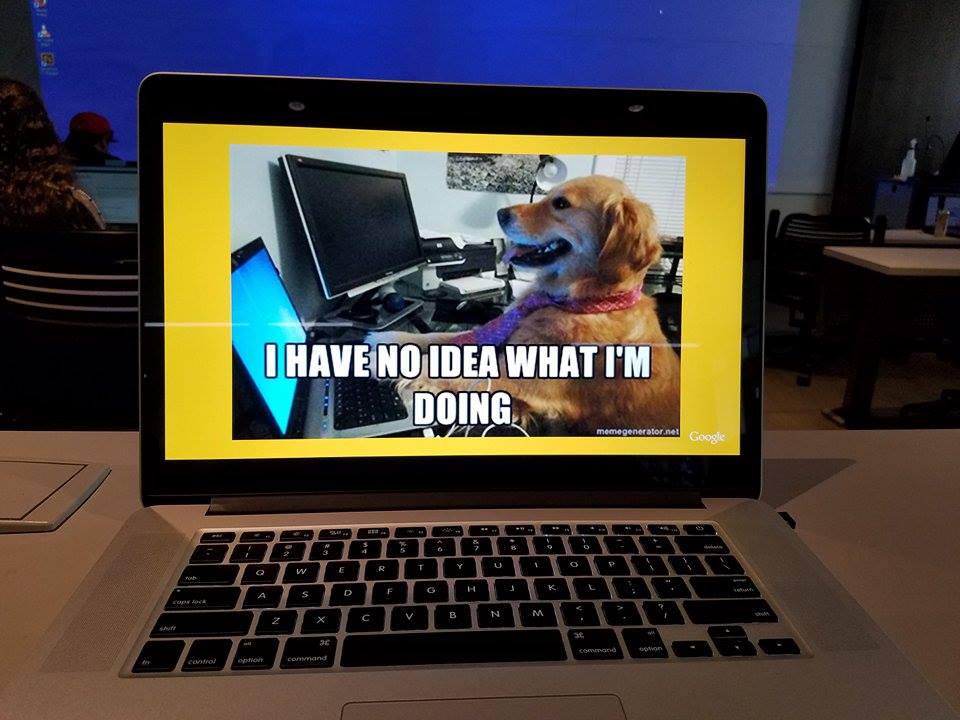 I HAVE NO IDEA WHAT I'M
DOING
memegenerator.net
Google
esc
1 2 3 4 5 6 7 8 9 0 delete
tab Q W E R T Y U I O P
caps lock A S D F G H J K L return
shift Z X C V B N M shift
fn control option command command option